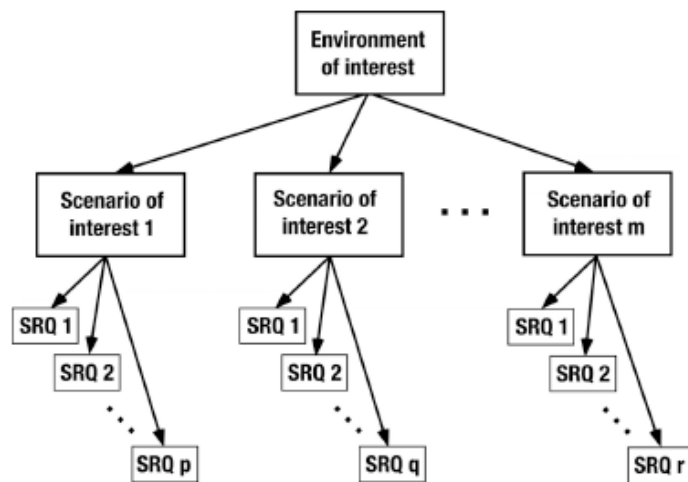 Environment
of interest
Scenario of
interest 1
Scenario of
interest 2
. . .
Scenario of
interest m
SRQ 1
SRQ 2
SRQ p
SRQ 1
SRQ 2
SRQ q
SRQ 1
SRQ 2
SRQ r